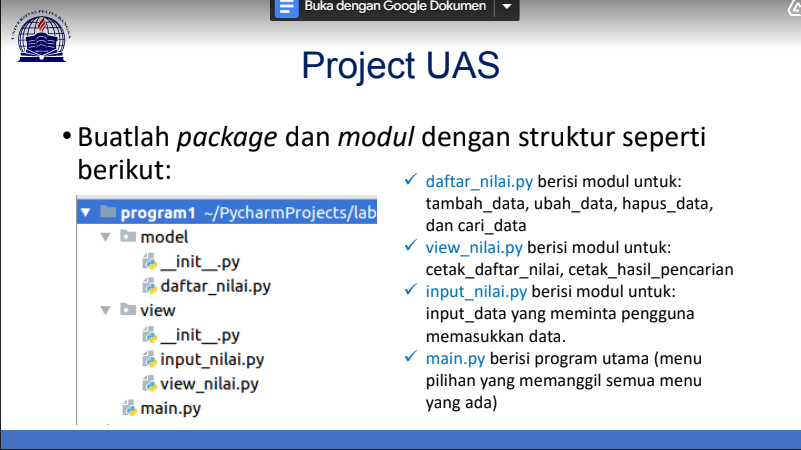 Buka dengan Google Dokumen
UNIVERSITAS PELITA BANGSA
Project UAS
• Buatlah package dan modul dengan struktur seperti
berikut:
program1 ~/PycharmProjects/lab
model
__init__.py
daftar_nilai.py
view
__init__.py
input_nilai.py
view_nilai.py
main.py
✓ daftar_nilai.py berisi modul untuk:
tambah_data, ubah_data, hapus_data,
dan cari_data
✓ view_nilai.py berisi modul untuk:
cetak_daftar_nilai, cetak_hasil_pencarian
✓ input_nilai.py berisi modul untuk:
input_data yang meminta pengguna
memasukkan data.
✓ main.py berisi program utama (menu
pilihan yang memanggil semua menu
yang ada)